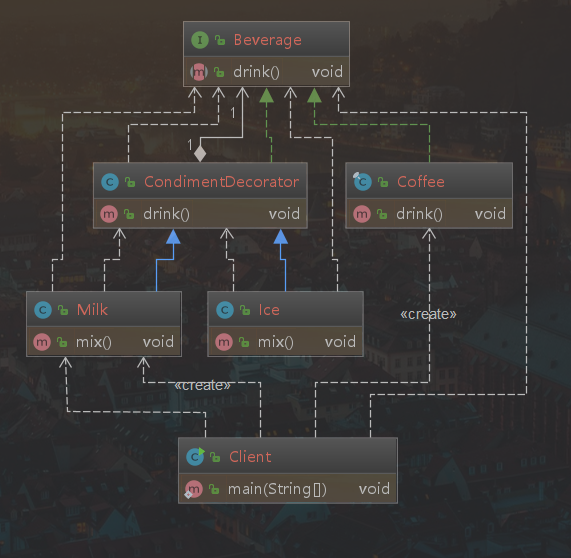 I Beverage
m drink() void
1
1
C CondimentDecorator
m drink() void
C Coffee
m drink() void
C Milk
m mix() void
C Ice
m mix() void
«create»
«create»
C Client
m main(String[]) void